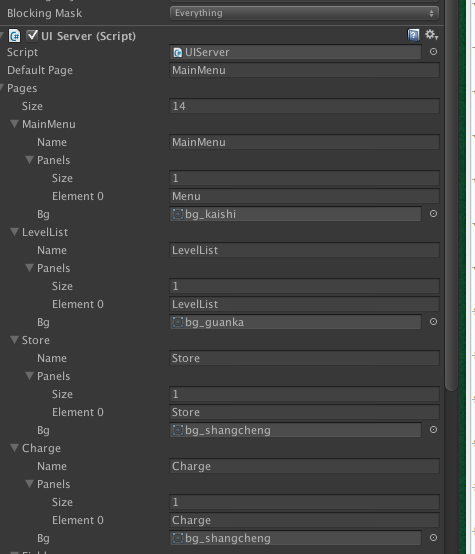 Blocking Mask Everything
UI Server (Script)
Script UIServer
Default Page MainMenu
Pages
Size 14
MainMenu
Name MainMenu
Panels
Size 1
Element 0 Menu
Bg bg_kaishi
LevelList
Name LevelList
Panels
Size 1
Element 0 LevelList
Bg bg_guanka
Store
Name Store
Panels
Size 1
Element 0 Store
Bg bg_shangcheng
Charge
Name Charge
Panels
Size 1
Element 0 Charge
Bg bg_shangcheng